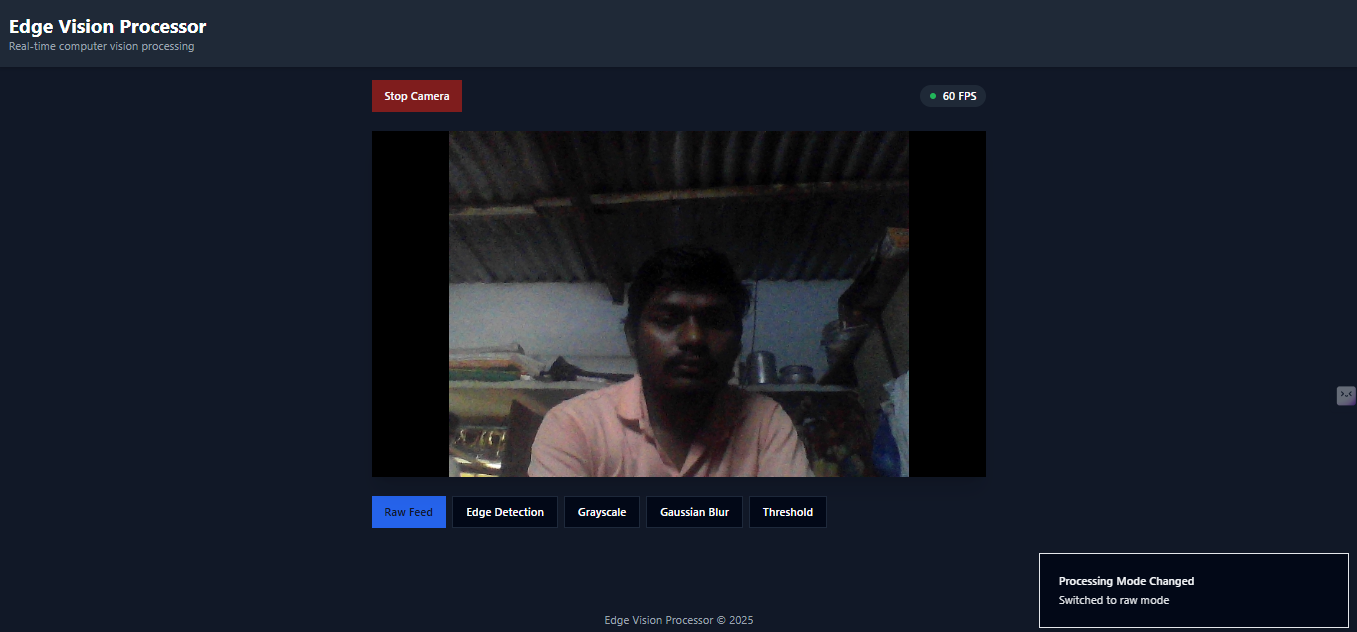 Edge Vision Processor
Real-time computer vision processing
Stop Camera
60 FPS
Raw Feed
Edge Detection
Grayscale
Gaussian Blur
Threshold
Processing Mode Changed
Switched to raw mode
Edge Vision Processor © 2025